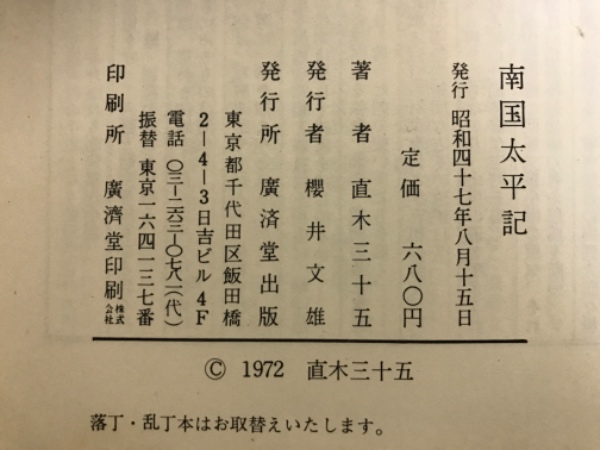 南国太平記
発行 昭和四十七年八月十五日
定価 六八〇円
著者 直木三十五
発行者 櫻井文雄
発行所 廣済堂出版
東京都千代田区飯田橋
2—4—3日吉ビル4F
電話 〇三—二六三—〇七八一(代)
振替 東京一六四一三七番
印刷所 廣濟堂印刷株式会社
© 1972 直木三十五
落丁・乱丁本はお取替えいたします。